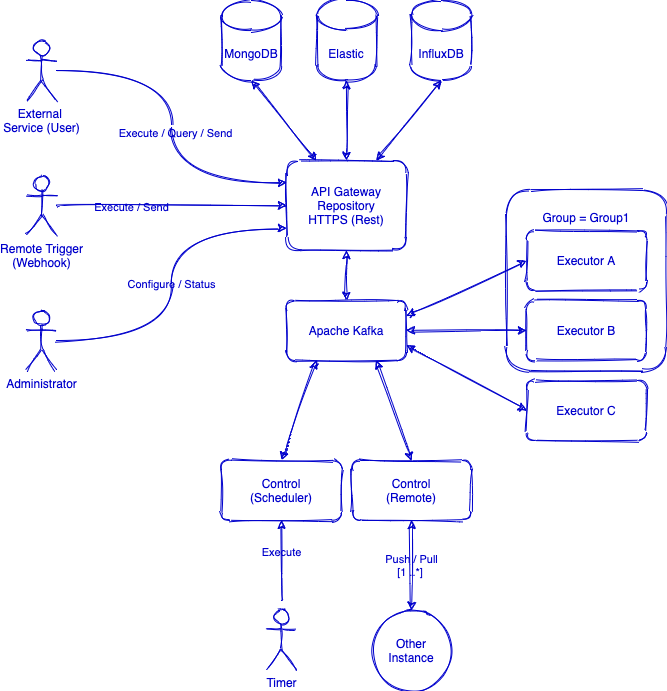 MongoDB
Elastic
InfluxDB
External
Service (User)
Execute / Query / Send
API Gateway
Repository
HTTPS (Rest)
Execute / Send
Remote Trigger
(Webhook)
Group = Group1
Executor A
Configure / Status
Apache Kafka
Executor B
Administrator
Executor C
Control
(Scheduler)
Control
(Remote)
Execute
Push / Pull
[1 ..*]
Other
Instance
Timer